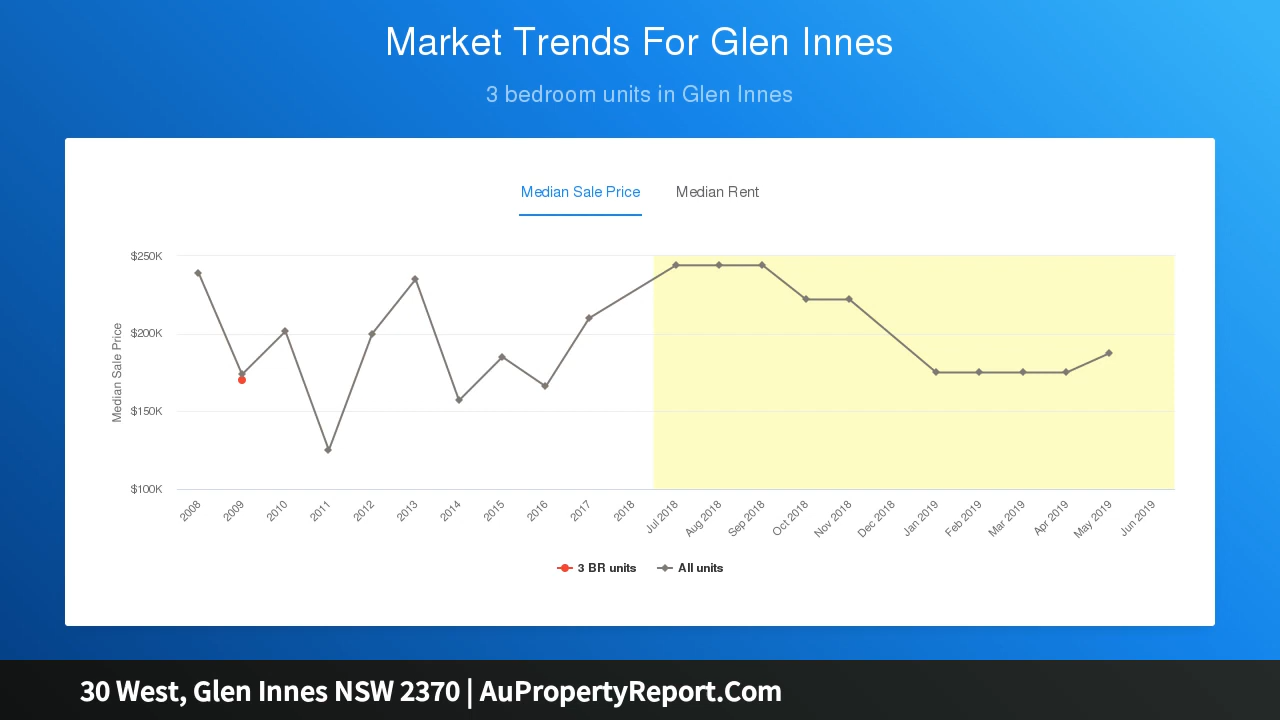 Market Trends For Glen Innes
3 bedroom units in Glen Innes
Median Sale Price Median Rent
$250K
$200K
$150K
$100K
Median Sale Price
2008 2009 2010 2011 2012 2013 2014 2015 2016 2017 2018 Jul 2018 Aug 2018 Sep 2018 Oct 2018 Nov 2018 Dec 2018 Jan 2019 Feb 2019 Mar 2019 Apr 2019 May 2019 Jun 2019
3 BR units All units
30 West, Glen Innes NSW 2370 | AuPropertyReport.Com